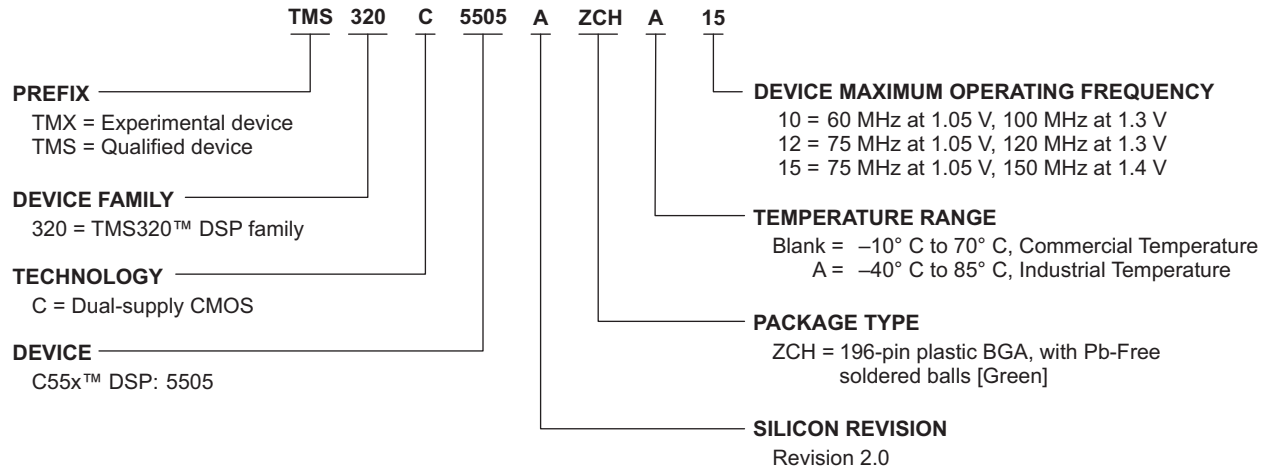 TMS 320 C 5505 A ZCH A 15
PREFIX
TMX = Experimental device
TMS = Qualified device
DEVICE FAMILY
320 = TMS320™ DSP family
TECHNOLOGY
C = Dual-supply CMOS
DEVICE
C55x™ DSP: 5505
DEVICE MAXIMUM OPERATING FREQUENCY
10 = 60 MHz at 1.05 V, 100 MHz at 1.3 V
12 = 75 MHz at 1.05 V, 120 MHz at 1.3 V
15 = 75 MHz at 1.05 V, 150 MHz at 1.4 V
TEMPERATURE RANGE
Blank = –10° C to 70° C, Commercial Temperature
A = –40° C to 85° C, Industrial Temperature
PACKAGE TYPE
ZCH = 196-pin plastic BGA, with Pb-Free
soldered balls [Green]
SILICON REVISION
Revision 2.0